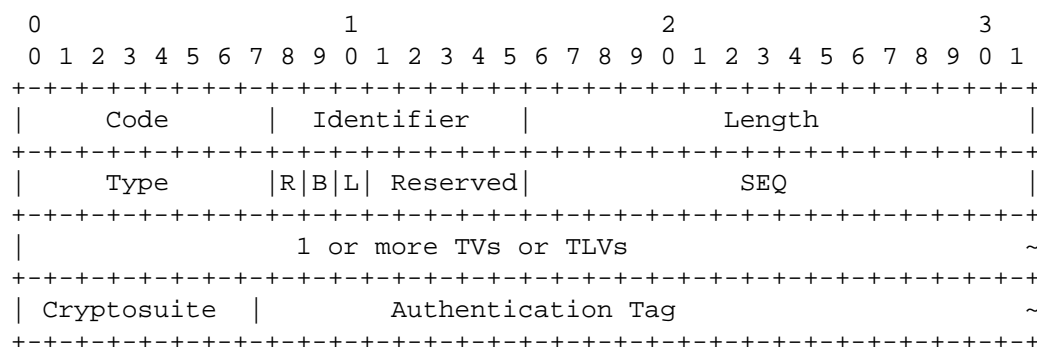 0                   1                   2                   3
 0 1 2 3 4 5 6 7 8 9 0 1 2 3 4 5 6 7 8 9 0 1 2 3 4 5 6 7 8 9 0 1
+-+-+-+-+-+-+-+-+-+-+-+-+-+-+-+-+-+-+-+-+-+-+-+-+-+-+-+-+-+-+-+-+
|     Code      |  Identifier   |            Length             |
+-+-+-+-+-+-+-+-+-+-+-+-+-+-+-+-+-+-+-+-+-+-+-+-+-+-+-+-+-+-+-+-+
|     Type      |R|B|L| Reserved|             SEQ               |
+-+-+-+-+-+-+-+-+-+-+-+-+-+-+-+-+-+-+-+-+-+-+-+-+-+-+-+-+-+-+-+-+
|                 1 or more TVs or TLVs                         ~
+-+-+-+-+-+-+-+-+-+-+-+-+-+-+-+-+-+-+-+-+-+-+-+-+-+-+-+-+-+-+-+-+
| Cryptosuite  |        Authentication Tag                      ~
+-+-+-+-+-+-+-+-+-+-+-+-+-+-+-+-+-+-+-+-+-+-+-+-+-+-+-+-+-+-+-+-+